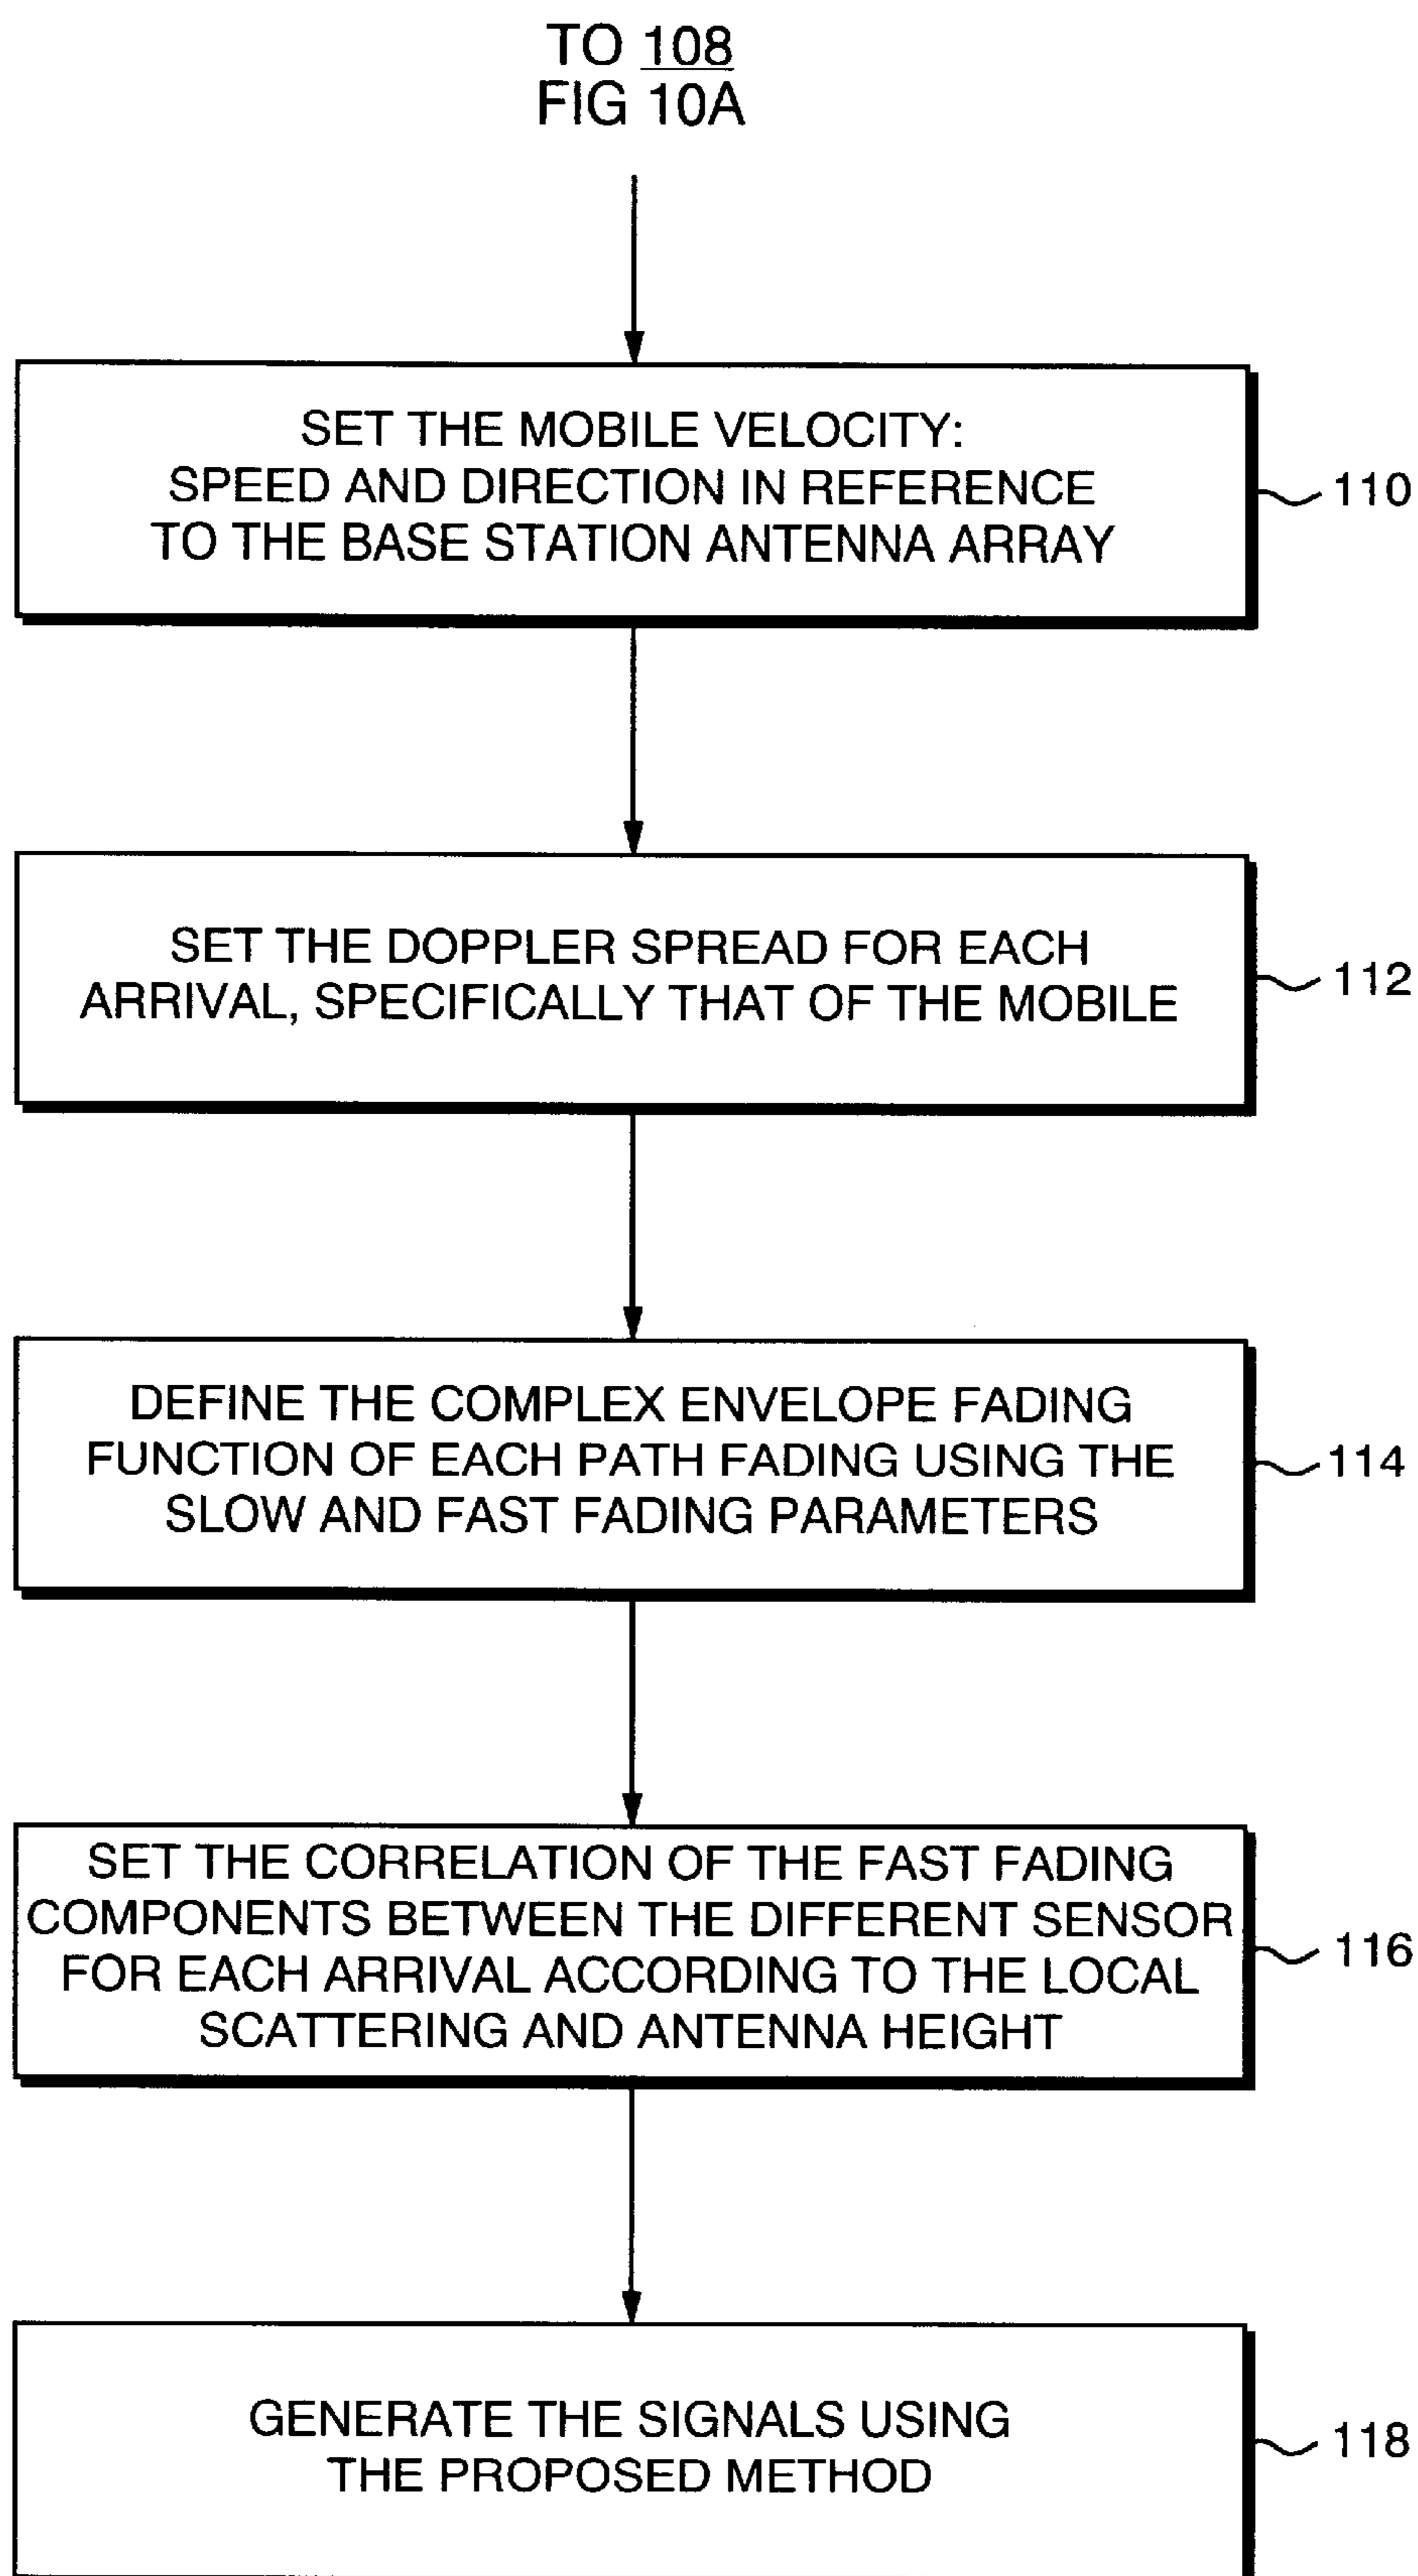 TO 108
FIG 10A
SET THE MOBILE VELOCITY:
SPEED AND DIRECTION IN REFERENCE
TO THE BASE STATION ANTENNA ARRAY
110
SET THE DOPPLER SPREAD FOR EACH
ARRIVAL, SPECIFICALLY THAT OF THE MOBILE
112
DEFINE THE COMPLEX ENVELOPE FADING
FUNCTION OF EACH PATH FADING USING THE
SLOW AND FAST FADING PARAMETERS
114
SET THE CORRELATION OF THE FAST FADING
COMPONENTS BETWEEN THE DIFFERENT SENSOR
FOR EACH ARRIVAL ACCORDING TO THE LOCAL
SCATTERING AND ANTENNA HEIGHT
116
GENERATE THE SIGNALS USING
THE PROPOSED METHOD
118